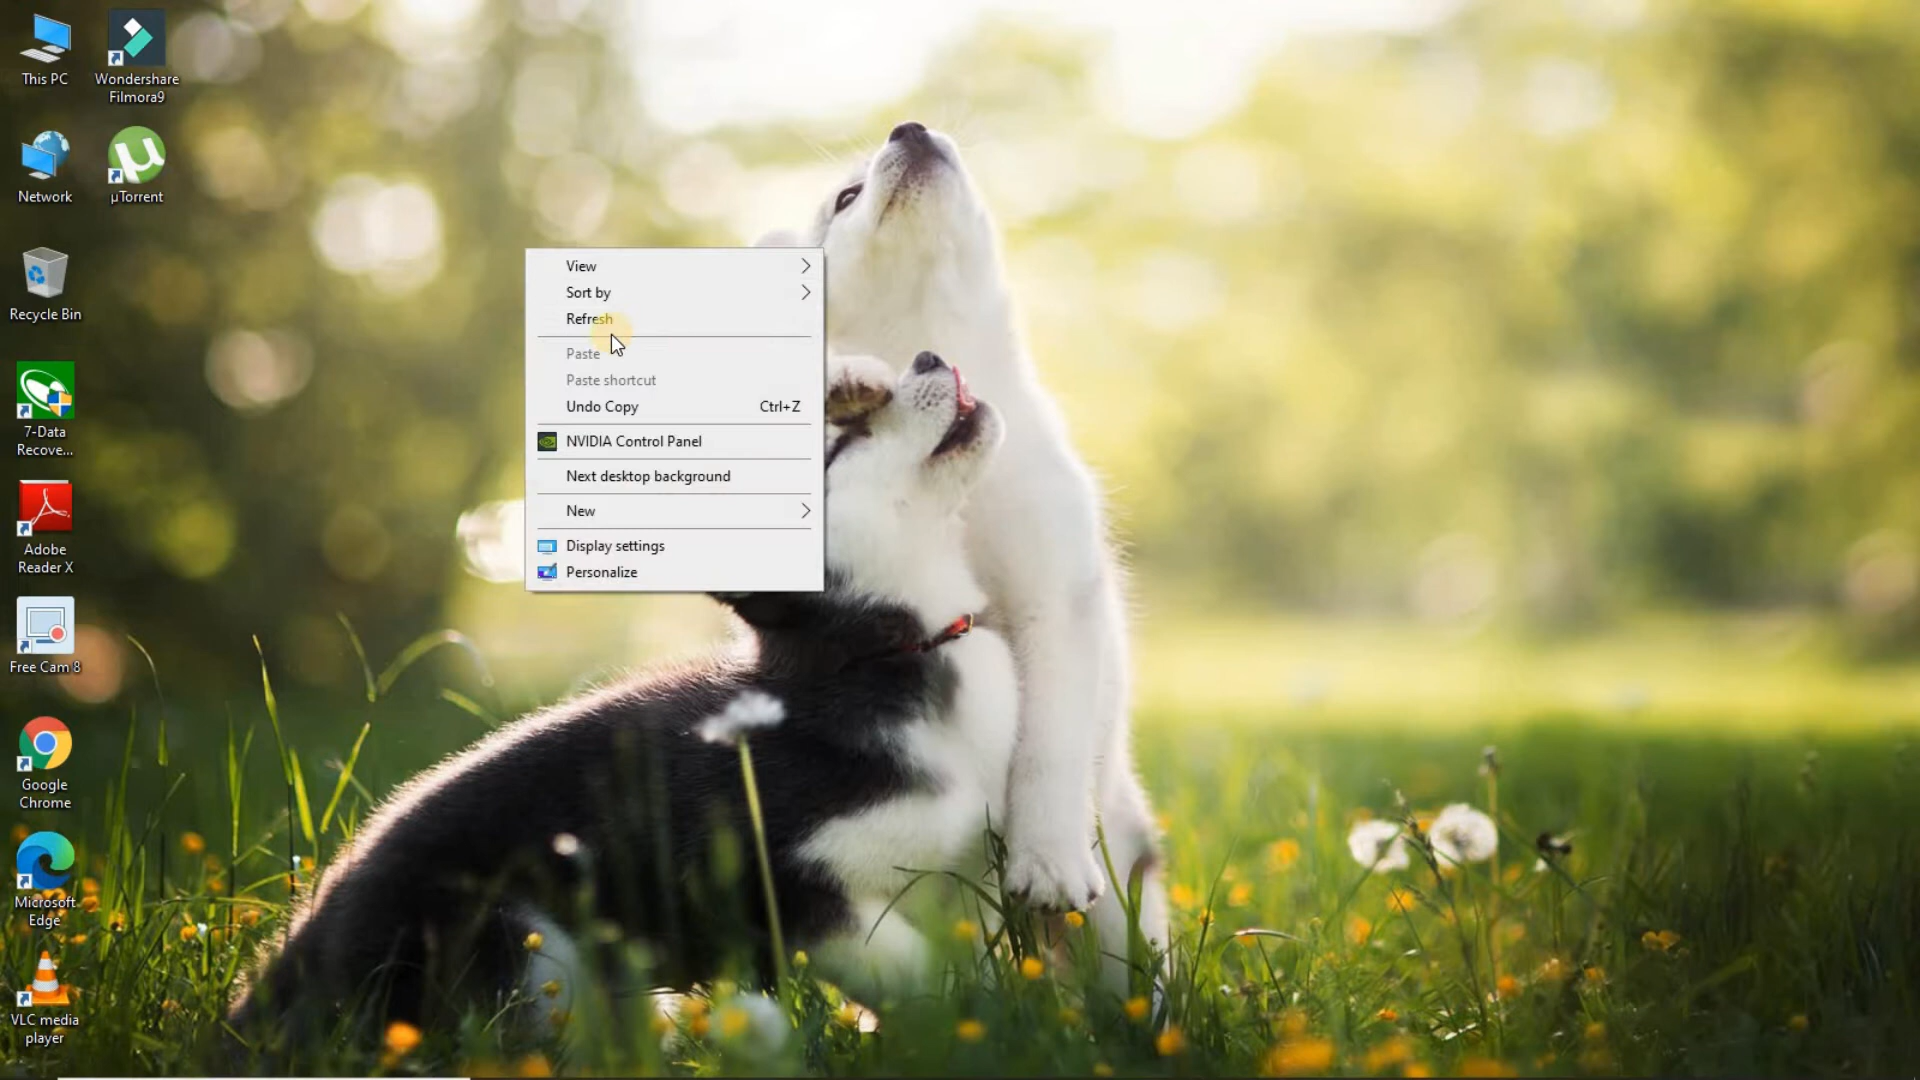 This PC
Wondershare
Filmora9
Network
µTorrent
Recycle Bin
7-Data
Recove...
Adobe
Reader X
Free Cam 8
Google
Chrome
Microsoft
Edge
VLC media
player
View
Sort by
Refresh
Paste
Paste shortcut
Undo Copy Ctrl+Z
NVIDIA Control Panel
Next desktop background
New
Display settings
Personalize